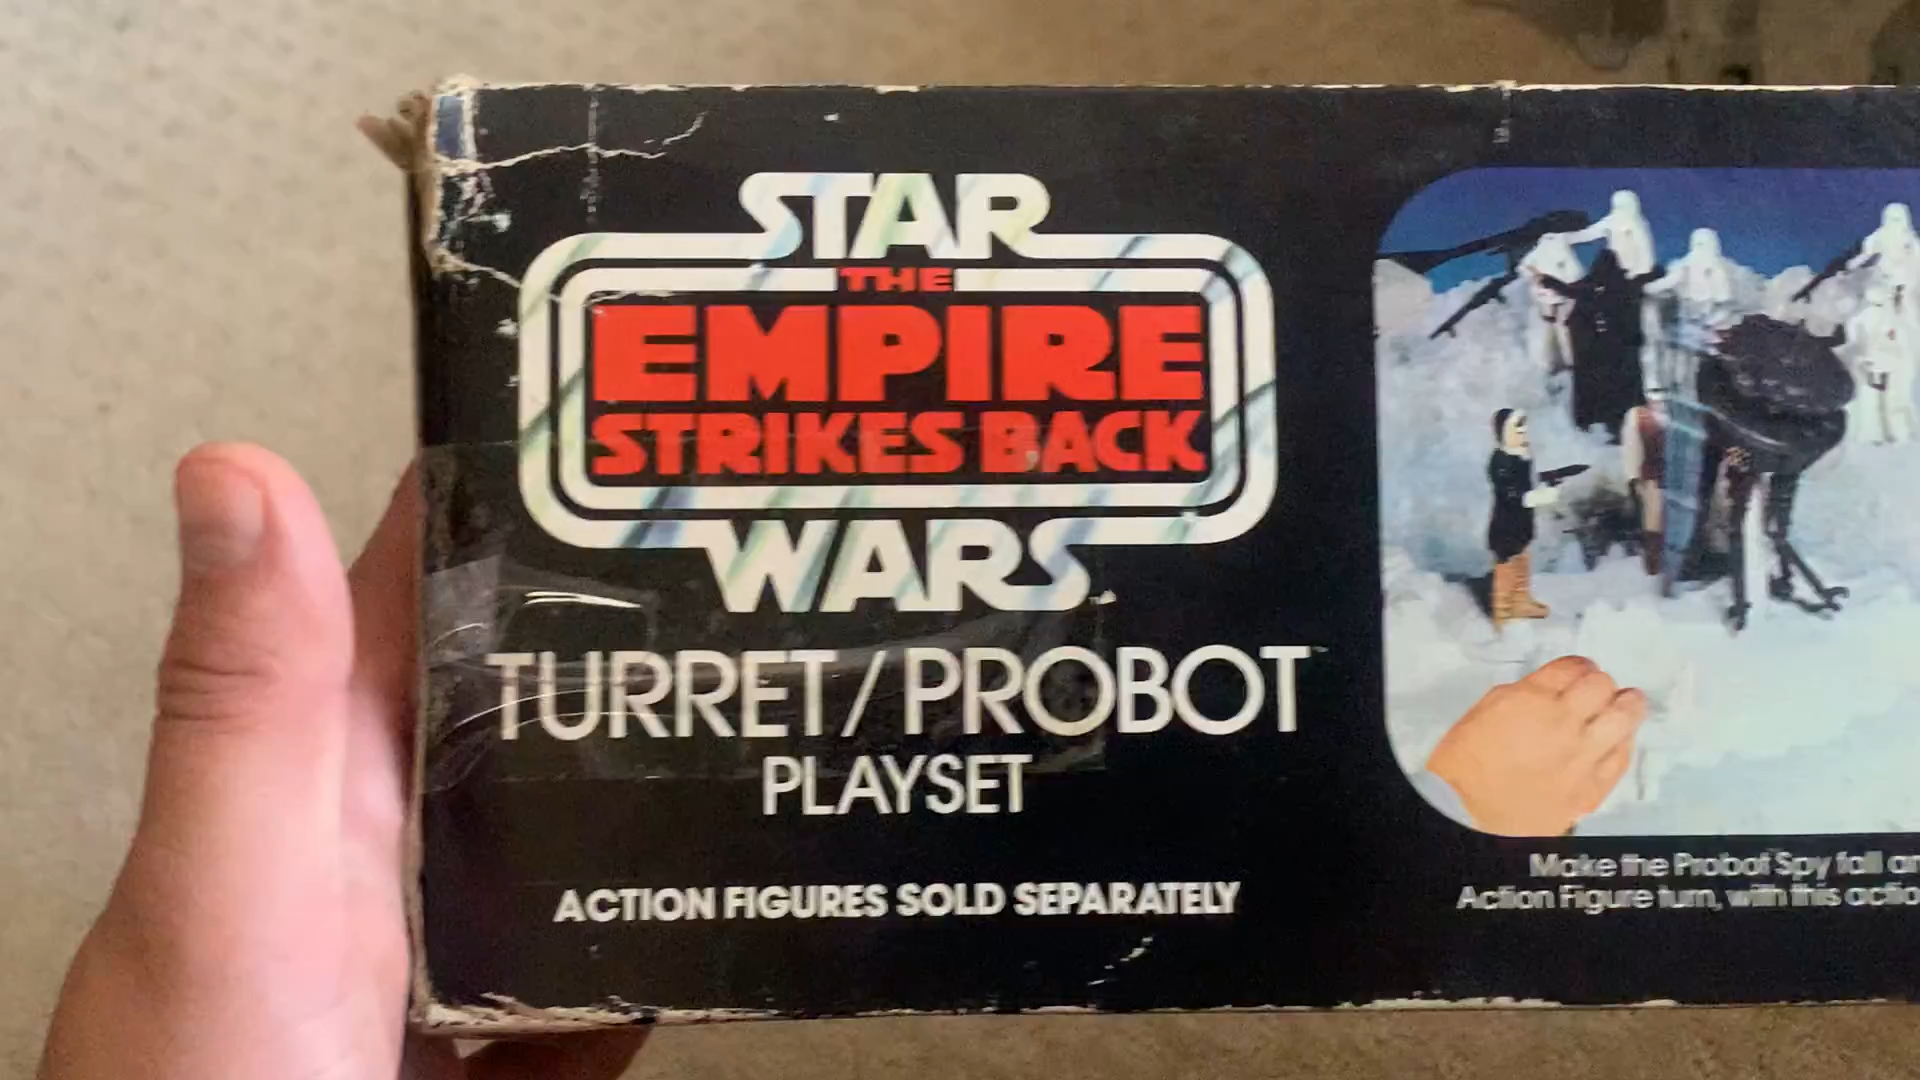 STAR
THE
EMPIRE
STRIKES BACK
WARS
TURRET/PROBOT™
PLAYSET
ACTION FIGURES SOLD SEPARATELY
Make the Probot Spy fall
Action Figure turn, with this